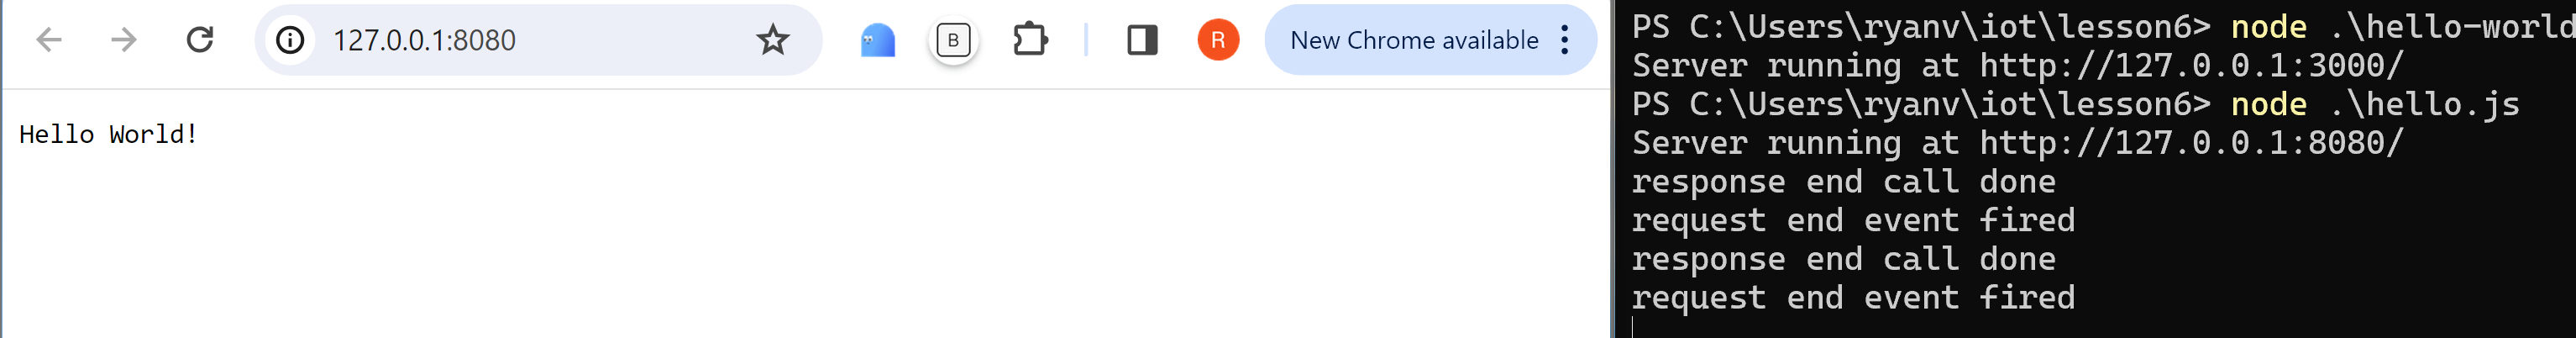 127.0.0.1:8080
B
R
New Chrome available
Hello World!
PS C:\Users\ryanv\iot\lesson6> node .\hello-world
Server running at http://127.0.0.1:3000/
PS C:\Users\ryanv\iot\lesson6> node .\hello.js
Server running at http://127.0.0.1:8080/
response end call done
request end event fired
response end call done
request end event fired